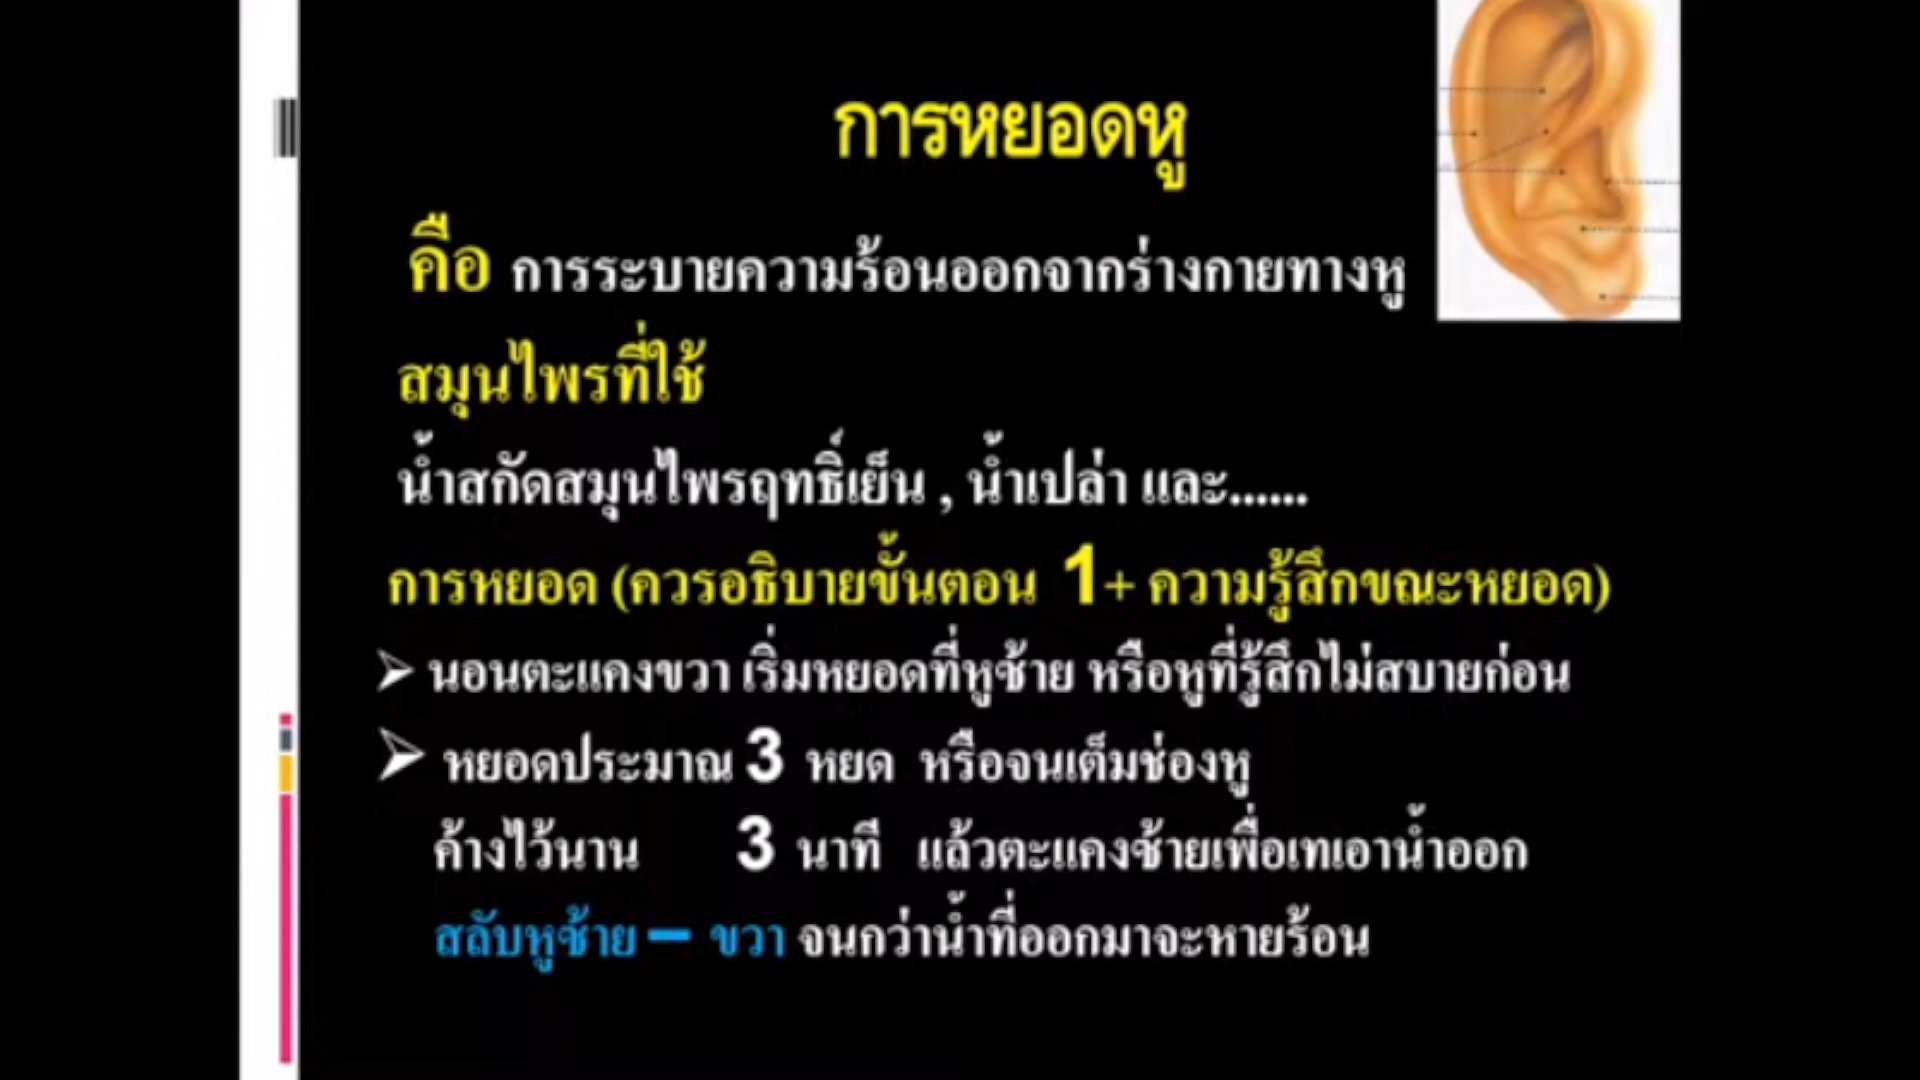 การหยอดหู
คือ การระบายความร้อนออกจากร่างกายทางหู
สมุนไพรที่ใช้
น้ำสกัดสมุนไพรฤทธิ์เย็น , น้ำเปล่า และ......
การหยอด (ควรอธิบายขั้นตอน 1+ ความรู้สึกขณะหยอด)
➢ นอนตะแคงขวา เริ่มหยอดที่หูซ้าย หรือหูที่รู้สึกไม่สบายก่อน
➢ หยอดประมาณ 3 หยด หรือจนเต็มช่องหู
ค้างไว้นาน 3 นาที แล้วตะแคงซ้ายเพื่อเทเอาน้ำออก
สลับหูซ้าย – ขวา จนกว่าน้ำที่ออกมาจะหายร้อน